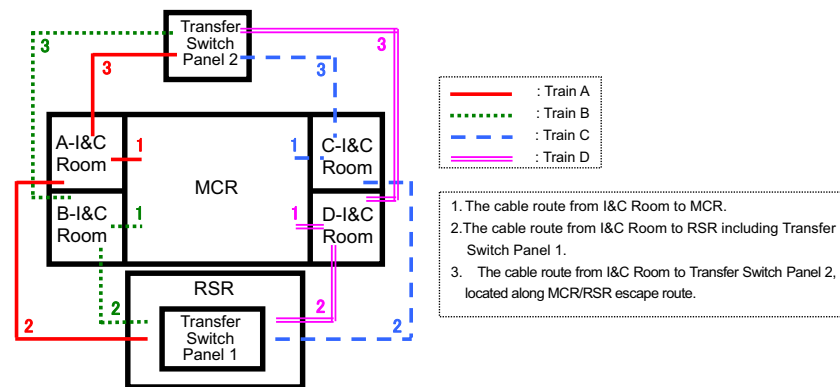 Transfer
Switch
Panel 2
3
3
3
3
A-I&C
Room
1
MCR
1
C-I&C
Room
B-I&C
Room
1
1
D-I&C
Room
RSR
2
2
2
2
Transfer
Switch
Panel 1
: Train A
: Train B
: Train C
: Train D
1. The cable route from I&C Room to MCR.
2.The cable route from I&C Room to RSR including Transfer
Switch Panel 1.
3. The cable route from I&C Room to Transfer Switch Panel 2,
located along MCR/RSR escape route.